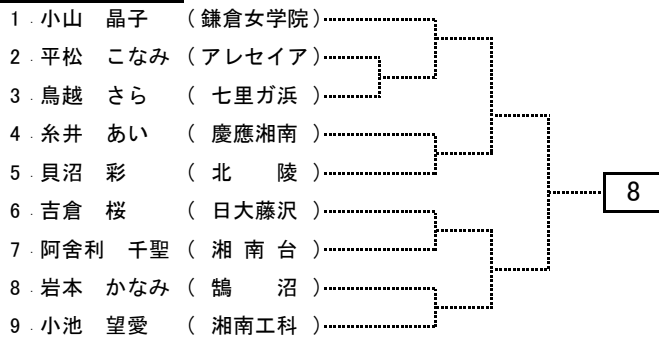 1 小山 晶子 (鎌倉女学院)
2 平松 こなみ (アレセイア)
3 鳥越 さら ( 七里ガ浜 )
4 糸井 あい ( 慶應湘南 )
5 貝沼 彩 ( 北 陵 )
6 吉倉 桜 ( 日大藤沢 )
7 阿舎利 千聖 ( 湘 南 台 )
8 岩本 かなみ ( 鵠 沼 )
9 小池 望愛 ( 湘南工科 )
8